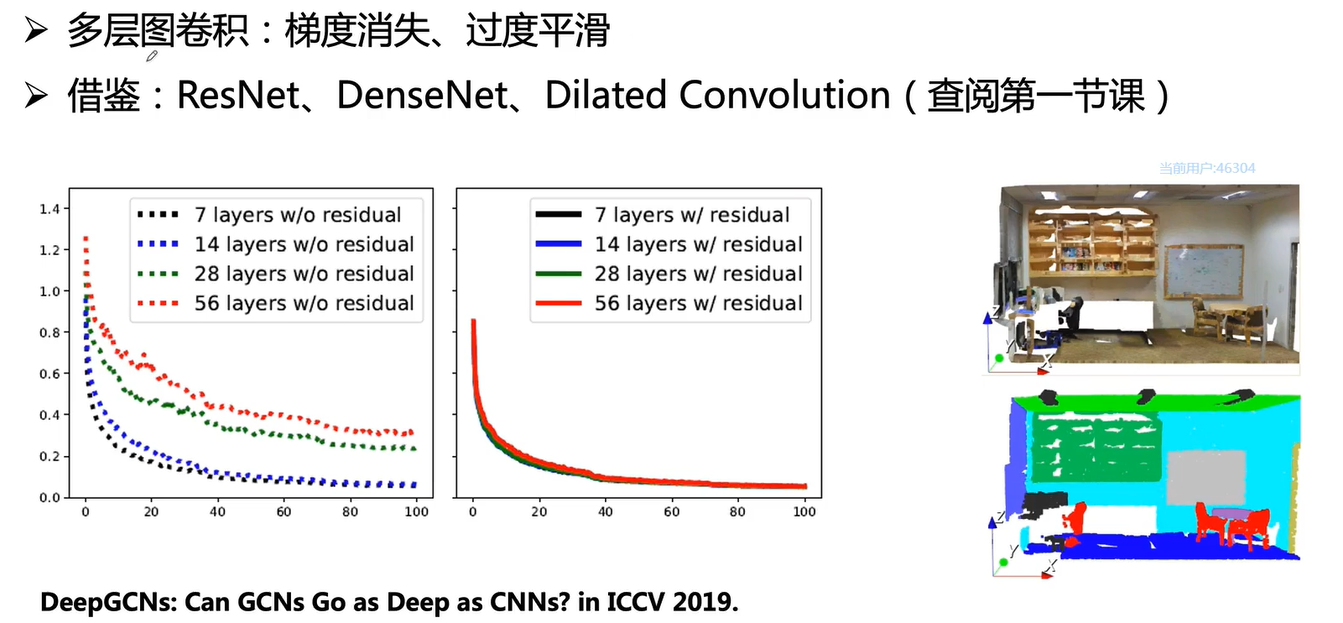 ➢ 多层图卷积：梯度消失、过度平滑
➢ 借鉴：ResNet、DenseNet、Dilated Convolution（查阅第一节课）
当前用户:46304
1.4
1.2
1.0
0.8
0.6
0.4
0.2
0.0
7 layers w/o residual
14 layers w/o residual
28 layers w/o residual
56 layers w/o residual
0 20 40 60 80 100
7 layers w/ residual
14 layers w/ residual
28 layers w/ residual
56 layers w/ residual
0 20 40 60 80 100
Z
Y
X
Z
Y
X
DeepGCNs: Can GCNs Go as Deep as CNNs? in ICCV 2019.